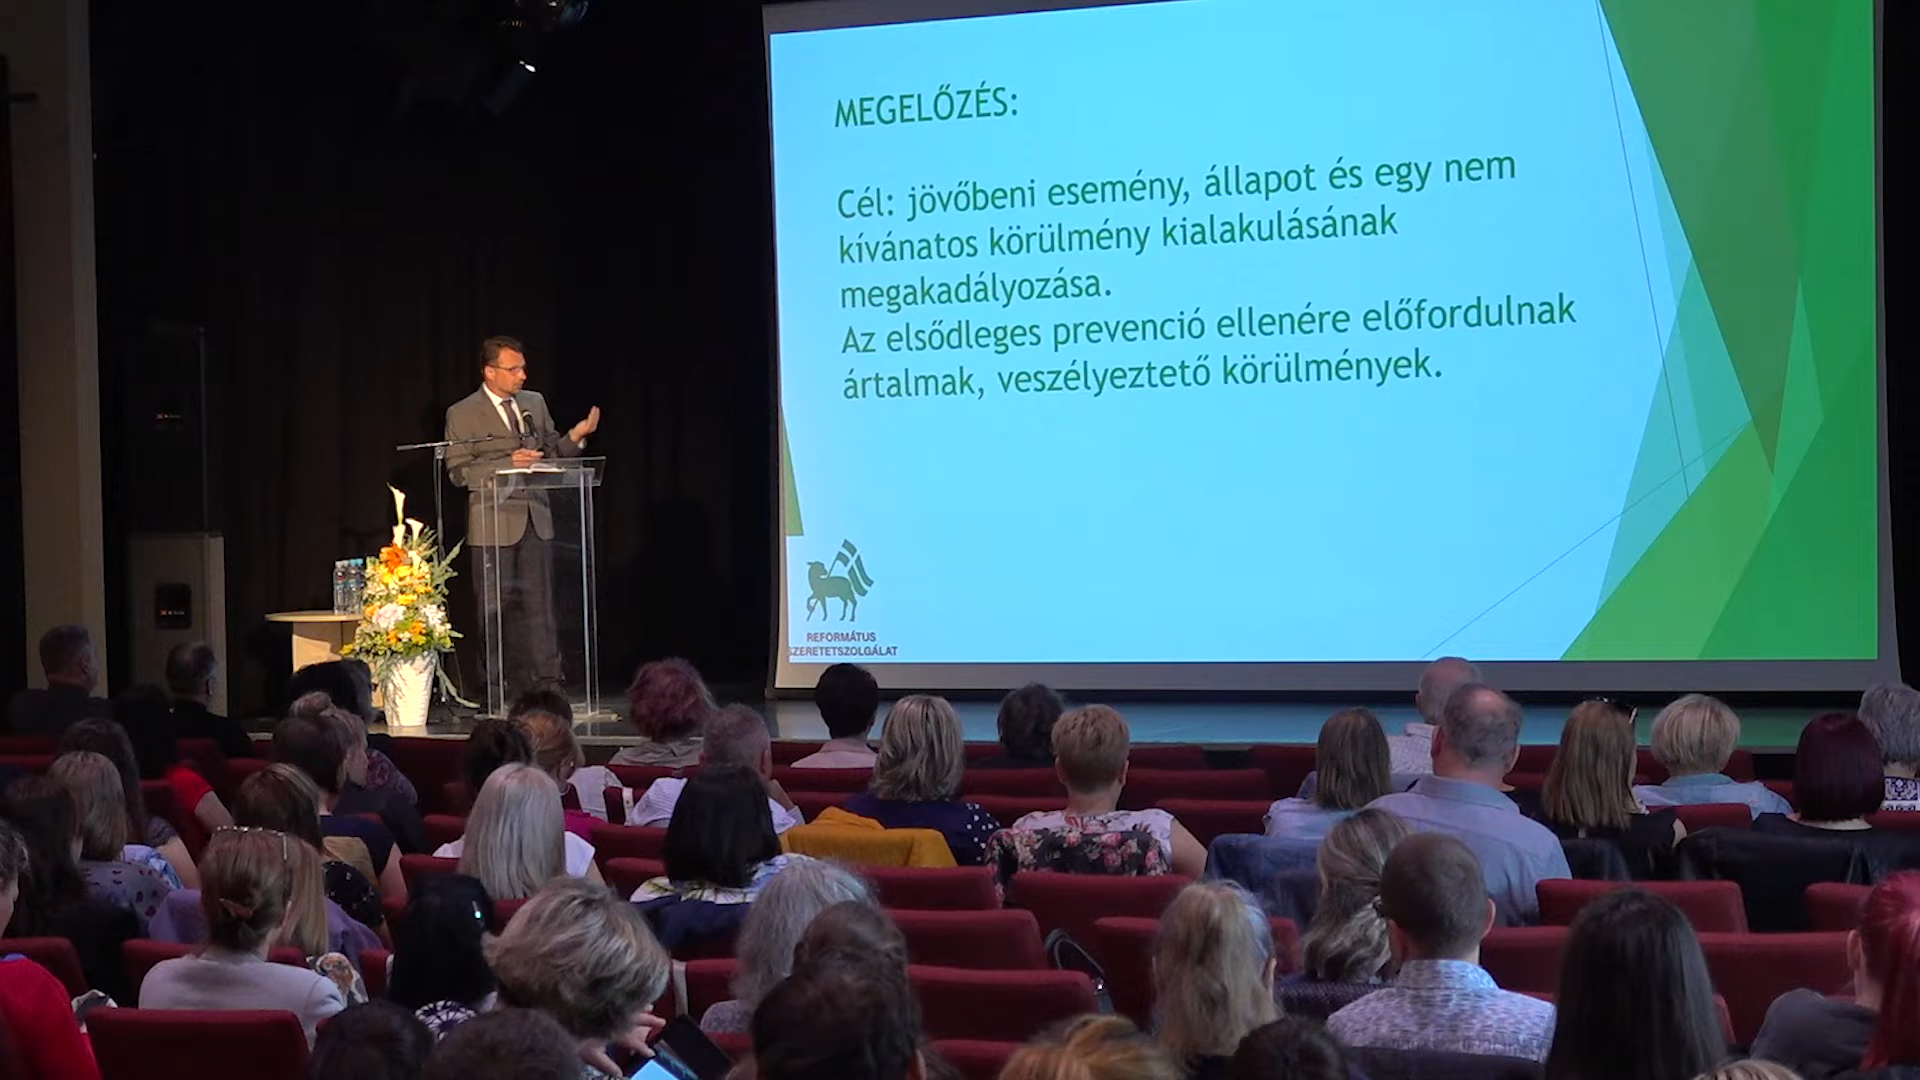 MEGELŐZÉS:
Cél: jövőbeni esemény, állapot és egy nem
kívánatos körülmény kialakulásának
megakadályozása.
Az elsődleges prevenció ellenére előfordulnak
ártalmak, veszélyeztető körülmények.
REFORMÁTUS
SZERETETSZOLGÁLAT